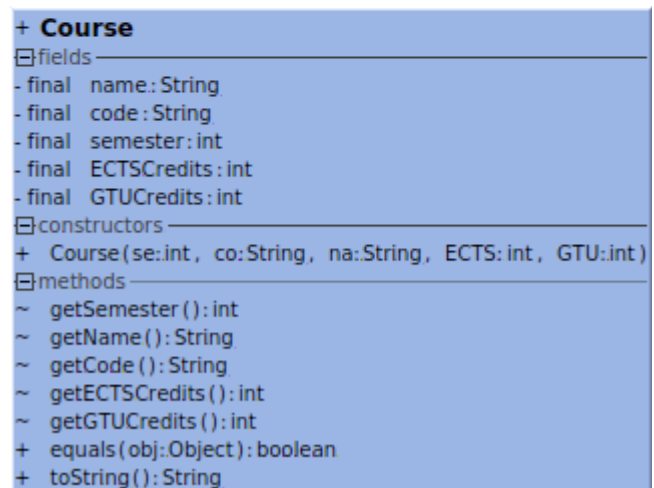 + Course
fields
- final name: String
- final code: String
- final semester: int
- final ECTSCredits: int
- final GTUCredits: int
constructors
+ Course(se:int, co:String, na:String, ECTS:int, GTU:int)
methods
~ getSemester(): int
~ getName(): String
~ getCode(): String
~ getECTSCredits(): int
~ getGTUCredits(): int
+ equals(obj:Object): boolean
+ toString(): String